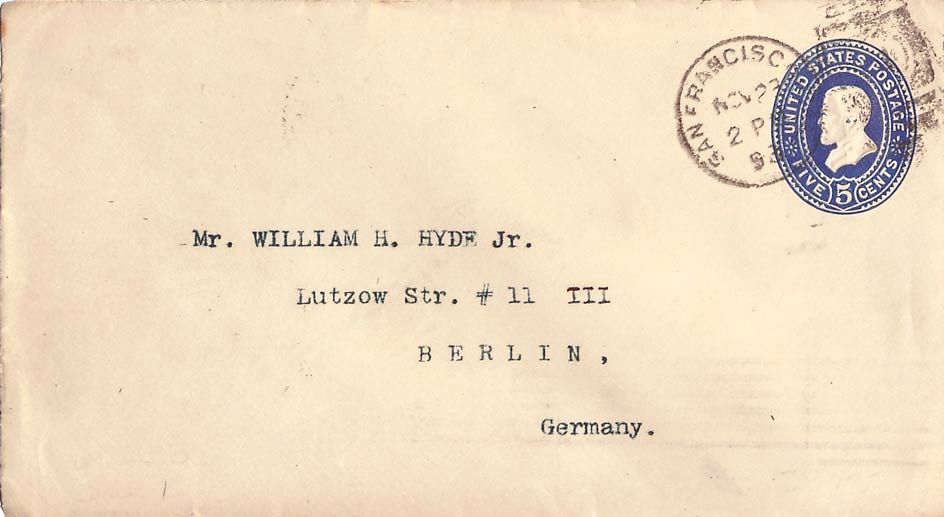 SAN FRANCISCO
NOV
2 P
UNITED STATES POSTAGE
FIVE 5 CENTS
Mr. WILLIAM H. HYDE Jr.
Lutzow Str. # 11 III
BERLIN,
Germany.